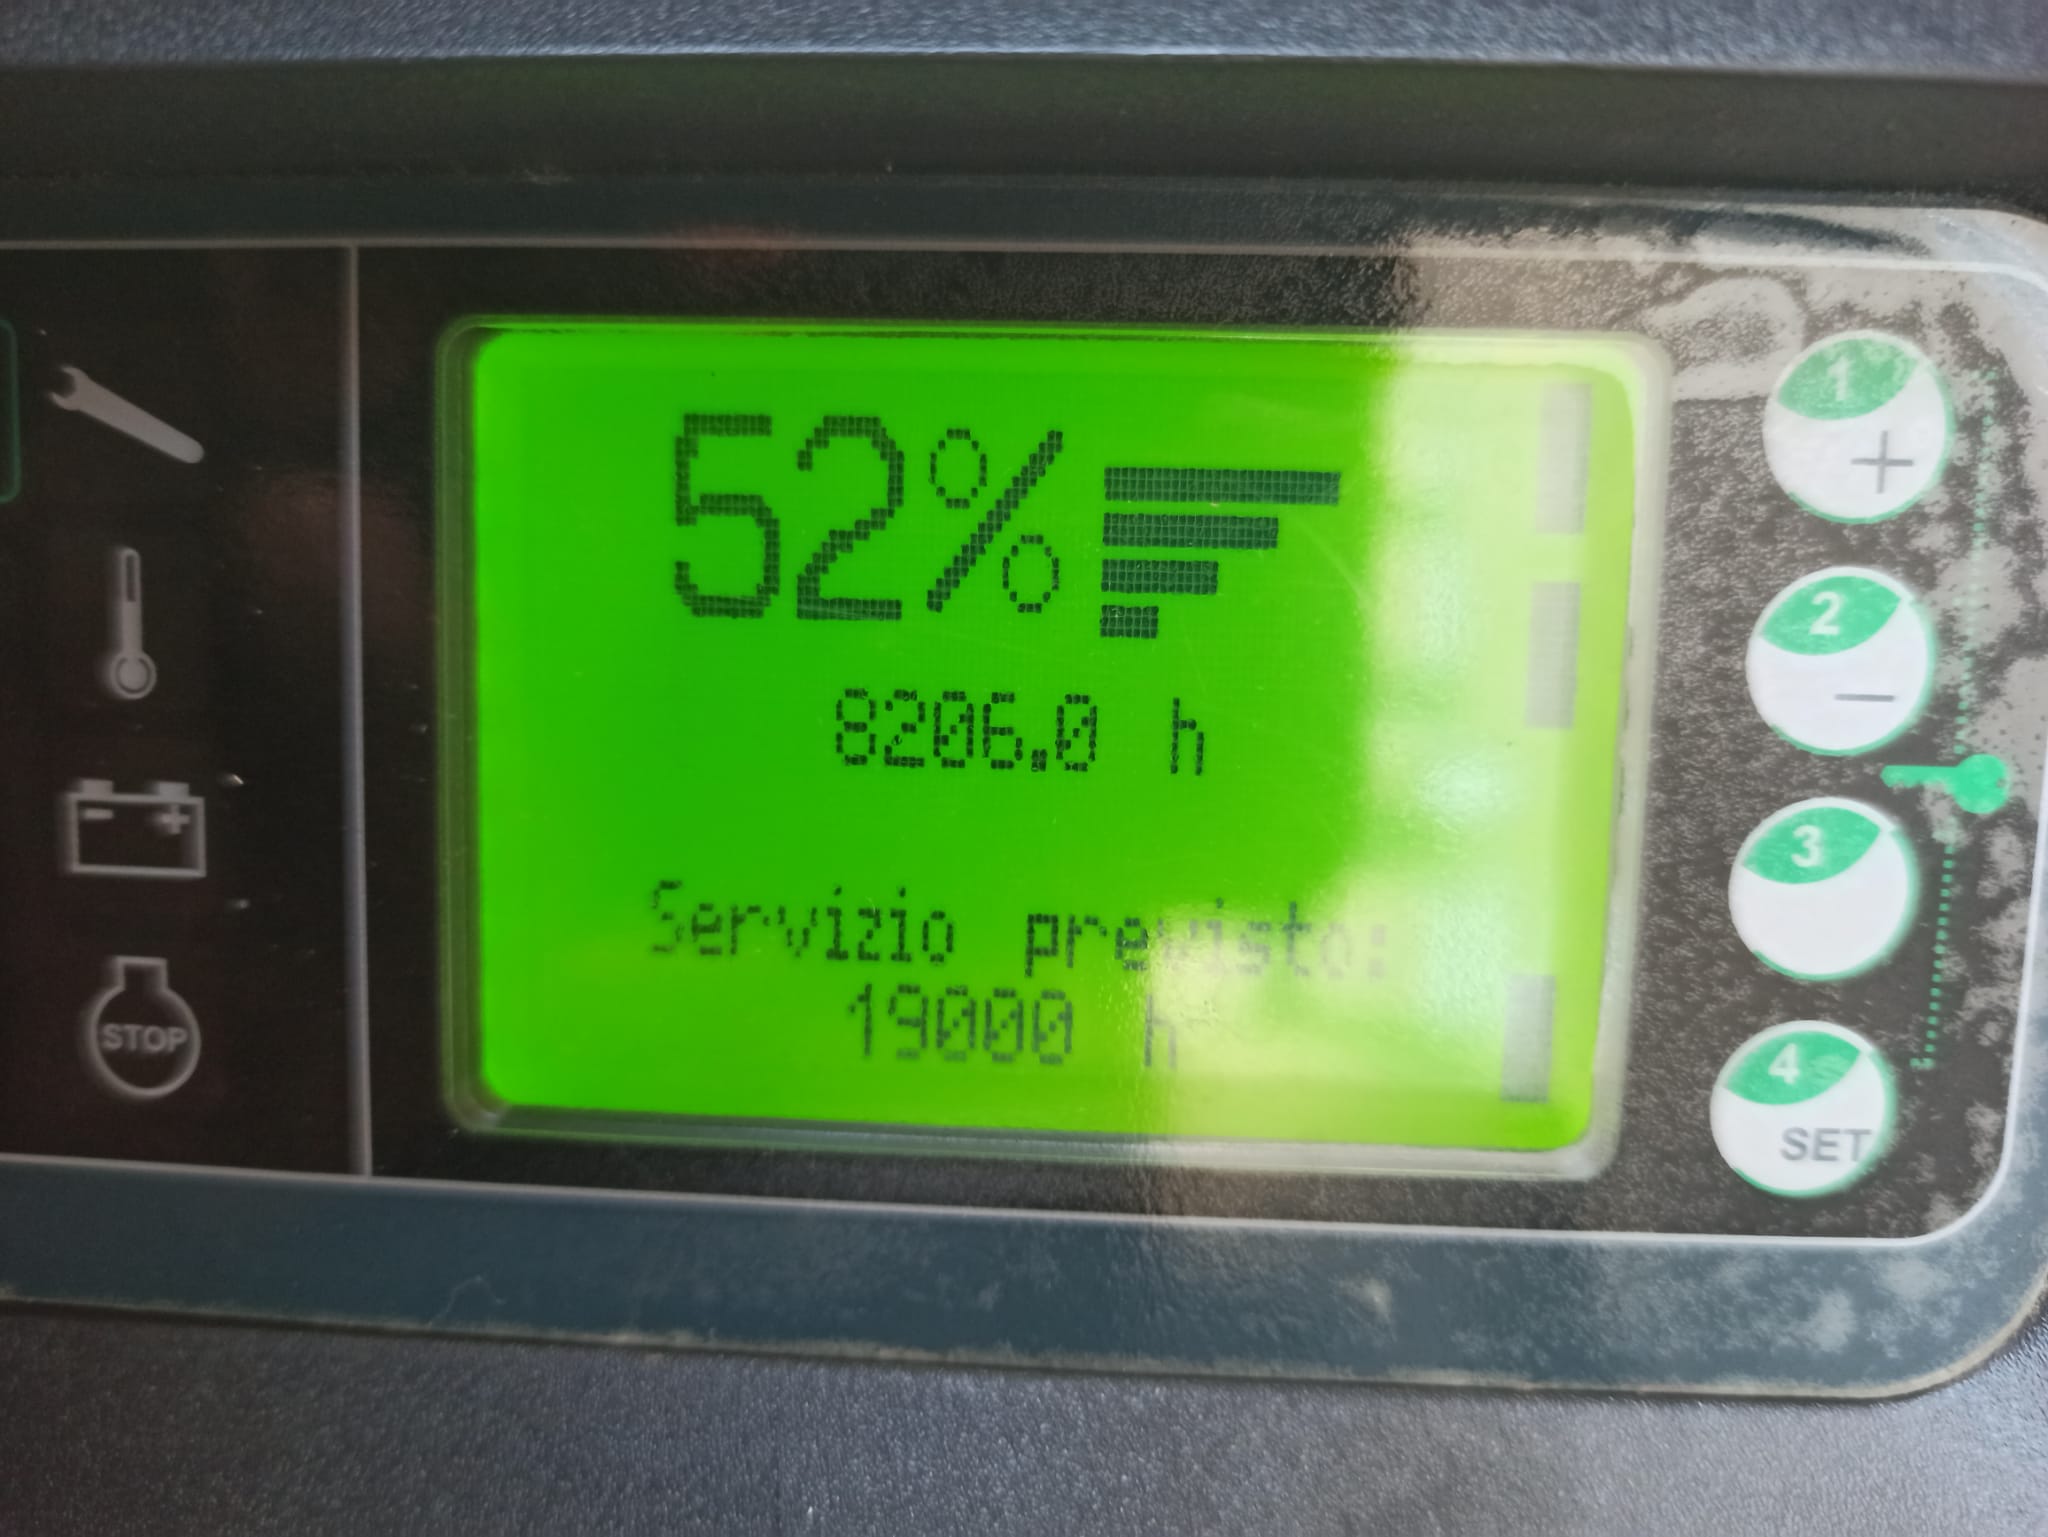 52%
8206.0 h
Servizio previsto:
19000 h
STOP
1
+
2
−
3
4
SET